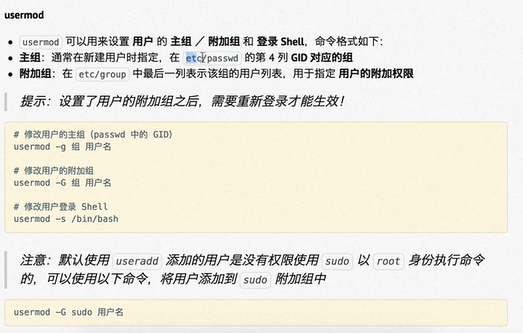 usermod
• usermod 可以用来设置 用户 的 主组 ／ 附加组 和 登录 Shell，命令格式如下：
• 主组：通常在新建用户时指定，在 etc/passwd 的第 4 列 GID 对应的组
• 附加组：在 etc/group 中最后一列表示该组的用户列表，用于指定 用户的附加权限
提示：设置了用户的附加组之后，需要重新登录才能生效！
# 修改用户的主组（passwd 中的 GID）
usermod -g 组 用户名
# 修改用户的附加组
usermod -G 组 用户名
# 修改用户登录 Shell
usermod -s /bin/bash
注意：默认使用 useradd 添加的用户是没有权限使用 sudo 以 root 身份执行命令
的，可以使用以下命令，将用户添加到 sudo 附加组中
usermod -G sudo 用户名